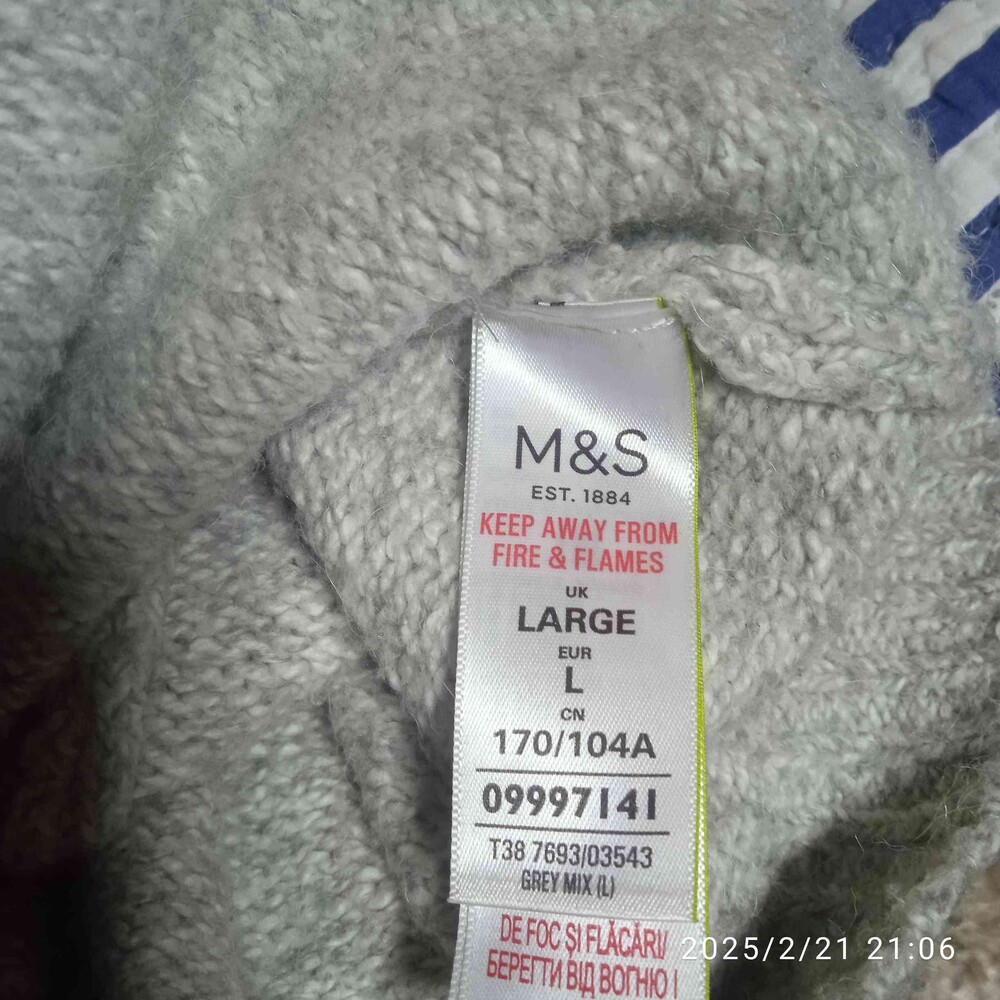 M&S
EST. 1884
KEEP AWAY FROM
FIRE & FLAMES
UK
LARGE
EUR
L
CN
170/104A
09997141
T38 7693/03543
GREY MIX (L)
DE FOC ȘI FLĂCĂRI/
БЕРЕГТИ ВІД ВОГНЮ І
2025/2/21 21:06